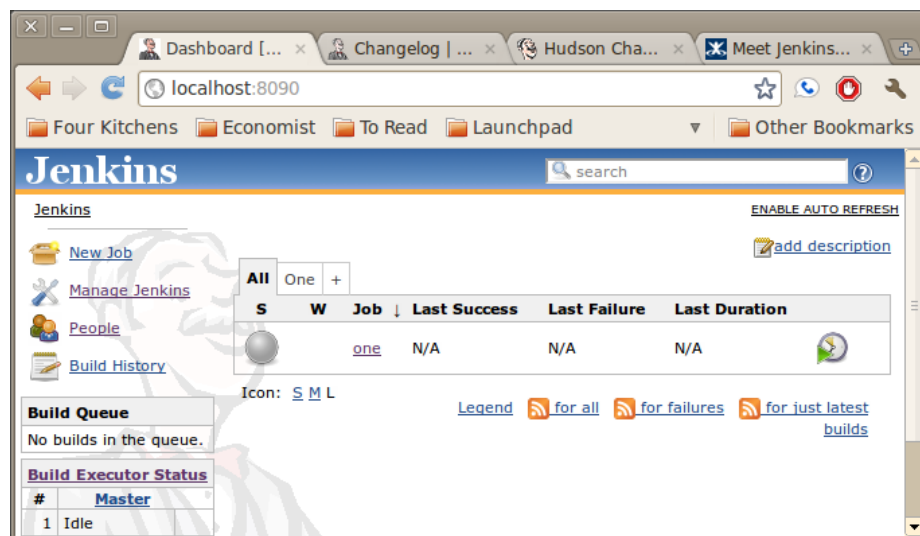 Dashboard [... Changelog | ... Hudson Cha... Meet Jenkins...
localhost:8090
Four Kitchens Economist To Read Launchpad Other Bookmarks
Jenkins search
Jenkins ENABLE AUTO REFRESH
New Job
Manage Jenkins
People
Build History
Build Queue
No builds in the queue.
Build Executor Status
# Master
1 Idle
add description
All One +
S W Job ↓ Last Success Last Failure Last Duration
one N/A N/A N/A
Icon: S M L
Legend for all for failures for just latest
builds